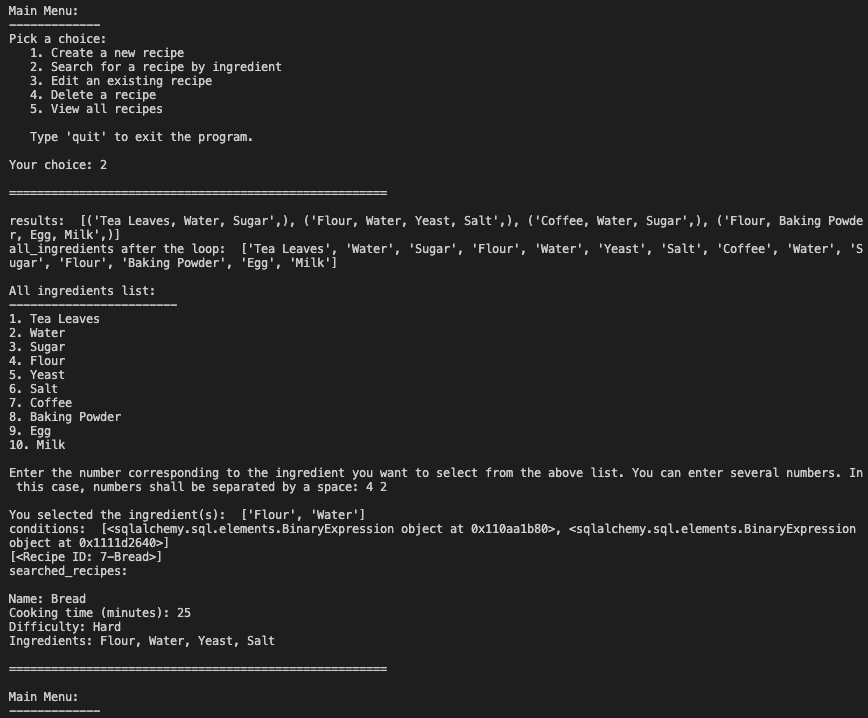 Main Menu:
-------------
Pick a choice:
   1. Create a new recipe
   2. Search for a recipe by ingredient
   3. Edit an existing recipe
   4. Delete a recipe
   5. View all recipes
   Type 'quit' to exit the program.
Your choice: 2
======================================================
results:  [('Tea Leaves, Water, Sugar',), ('Flour, Water, Yeast, Salt',), ('Coffee, Water, Sugar',), ('Flour, Baking Powde
r, Egg, Milk',)]
all_ingredients after the loop:  ['Tea Leaves', 'Water', 'Sugar', 'Flour', 'Water', 'Yeast', 'Salt', 'Coffee', 'Water', 'S
ugar', 'Flour', 'Baking Powder', 'Egg', 'Milk']
All ingredients list:
------------------------
1. Tea Leaves
2. Water
3. Sugar
4. Flour
5. Yeast
6. Salt
7. Coffee
8. Baking Powder
9. Egg
10. Milk
Enter the number corresponding to the ingredient you want to select from the above list. You can enter several numbers. In
 this case, numbers shall be separated by a space: 4 2
You selected the ingredient(s):  ['Flour', 'Water']
conditions:  [<sqlalchemy.sql.elements.BinaryExpression object at 0x110aa1b80>, <sqlalchemy.sql.elements.BinaryExpression
object at 0x1111d2640>]
[<Recipe ID: 7-Bread>]
searched_recipes:
Name: Bread
Cooking time (minutes): 25
Difficulty: Hard
Ingredients: Flour, Water, Yeast, Salt
======================================================
Main Menu:
-------------